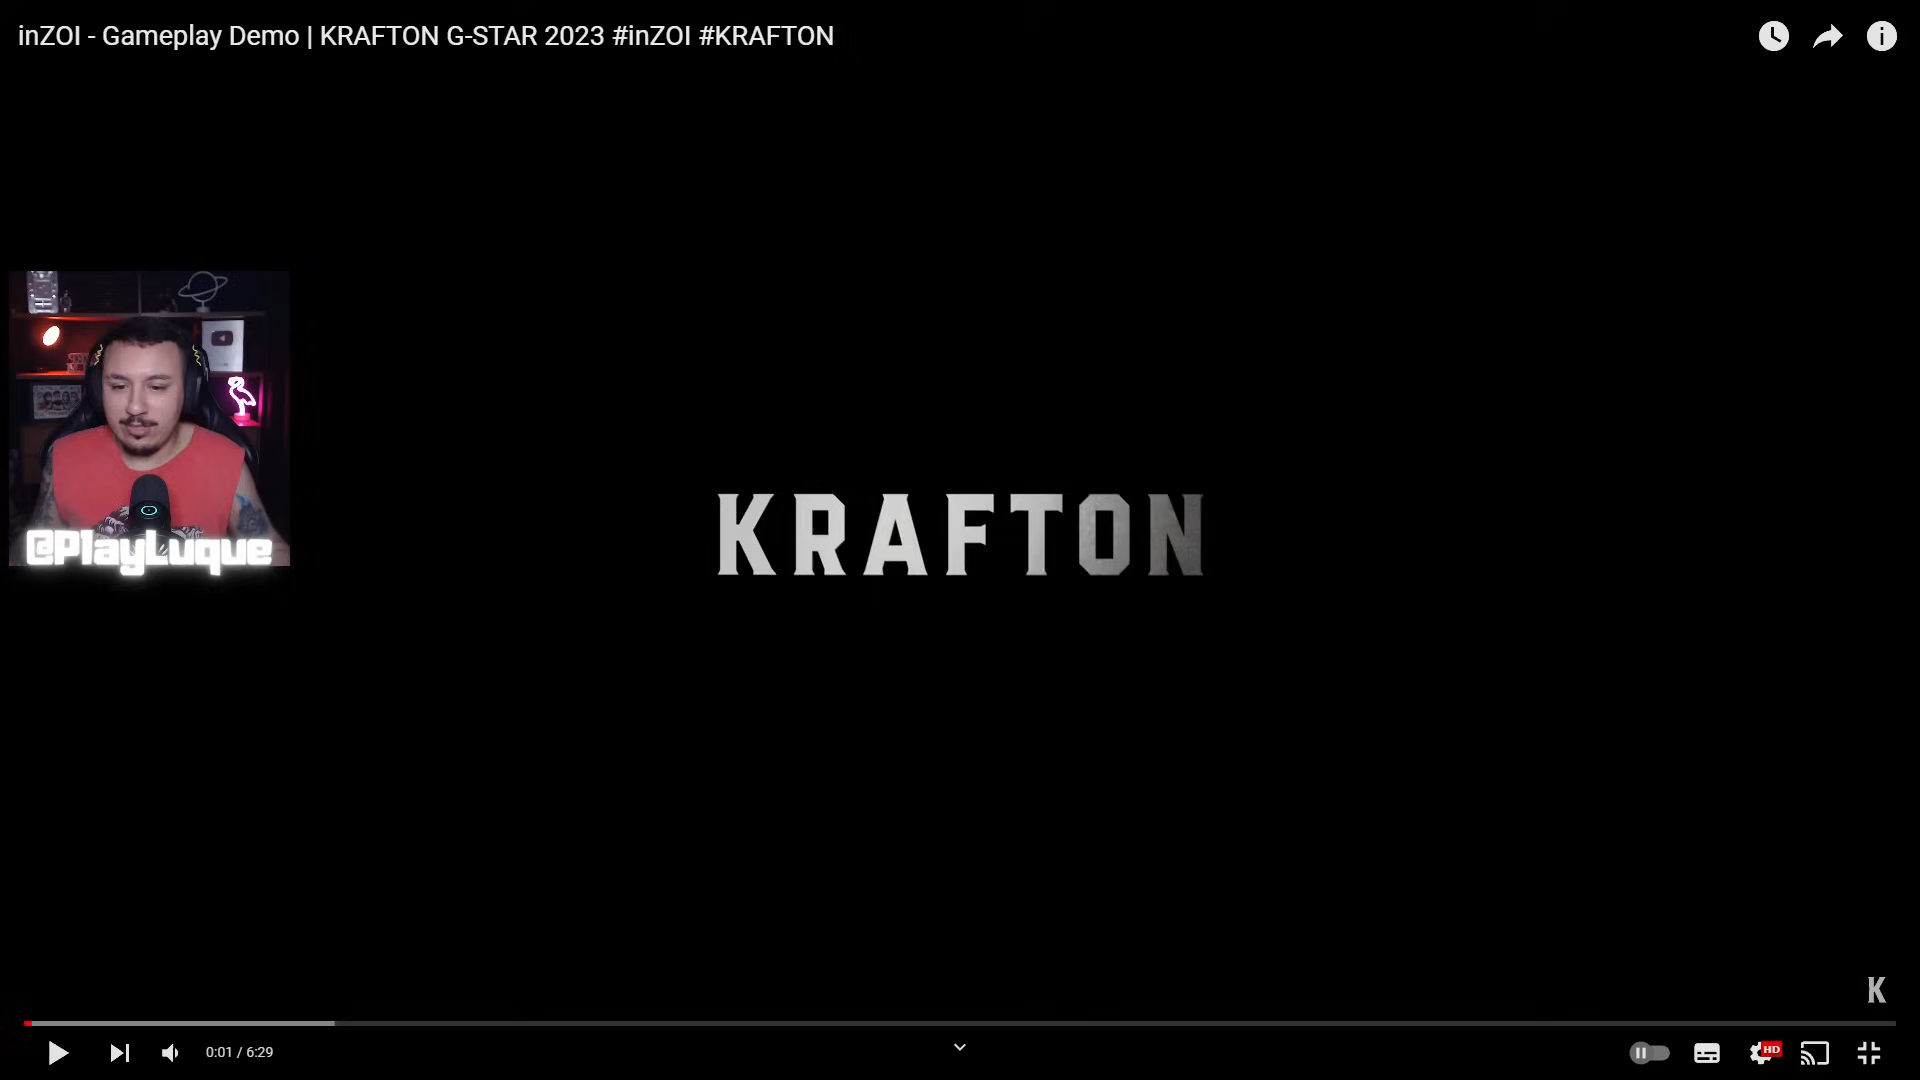 inZOI - Gameplay Demo | KRAFTON G-STAR 2023 #inZOI #KRAFTON
@PlayLuque
KRAFTON
K
0:01 / 6:29
HD